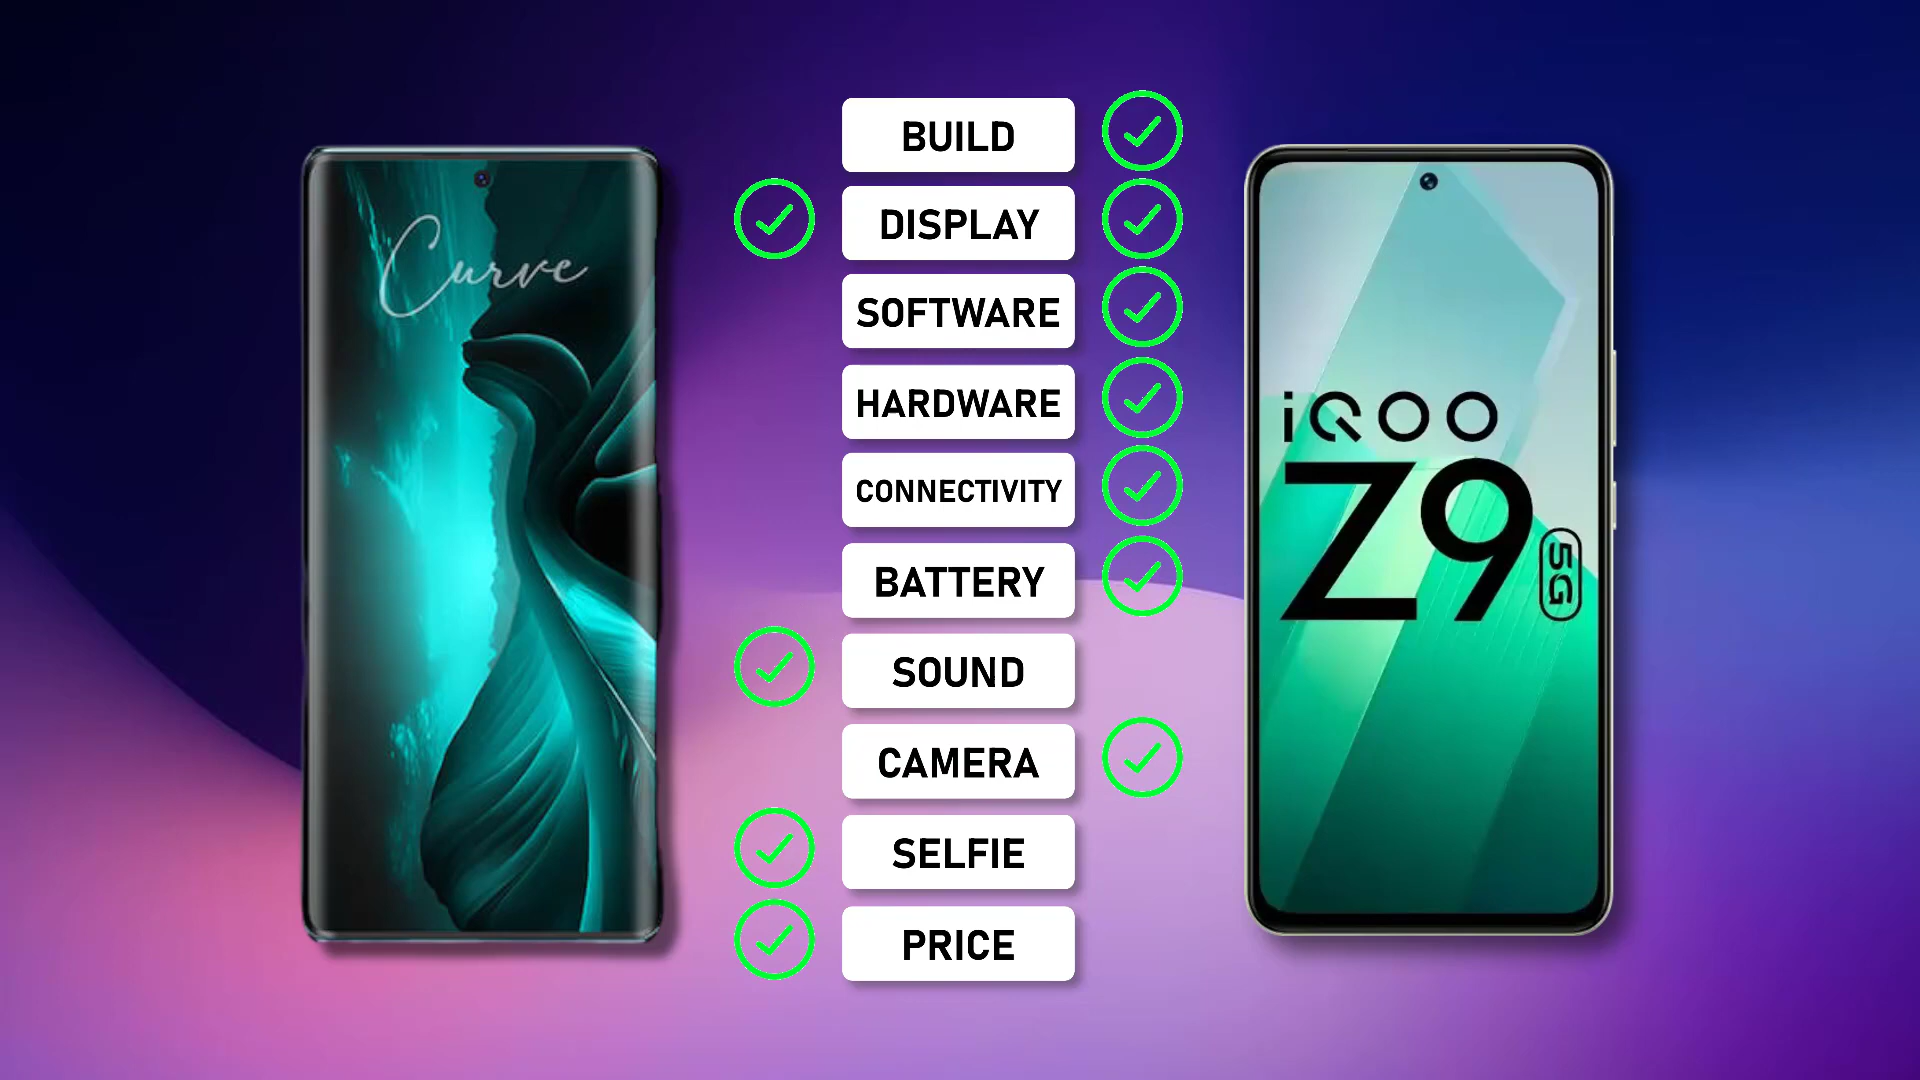 Curve
BUILD
DISPLAY
SOFTWARE
HARDWARE
CONNECTIVITY
BATTERY
SOUND
CAMERA
SELFIE
PRICE
iQOO
Z9
5G